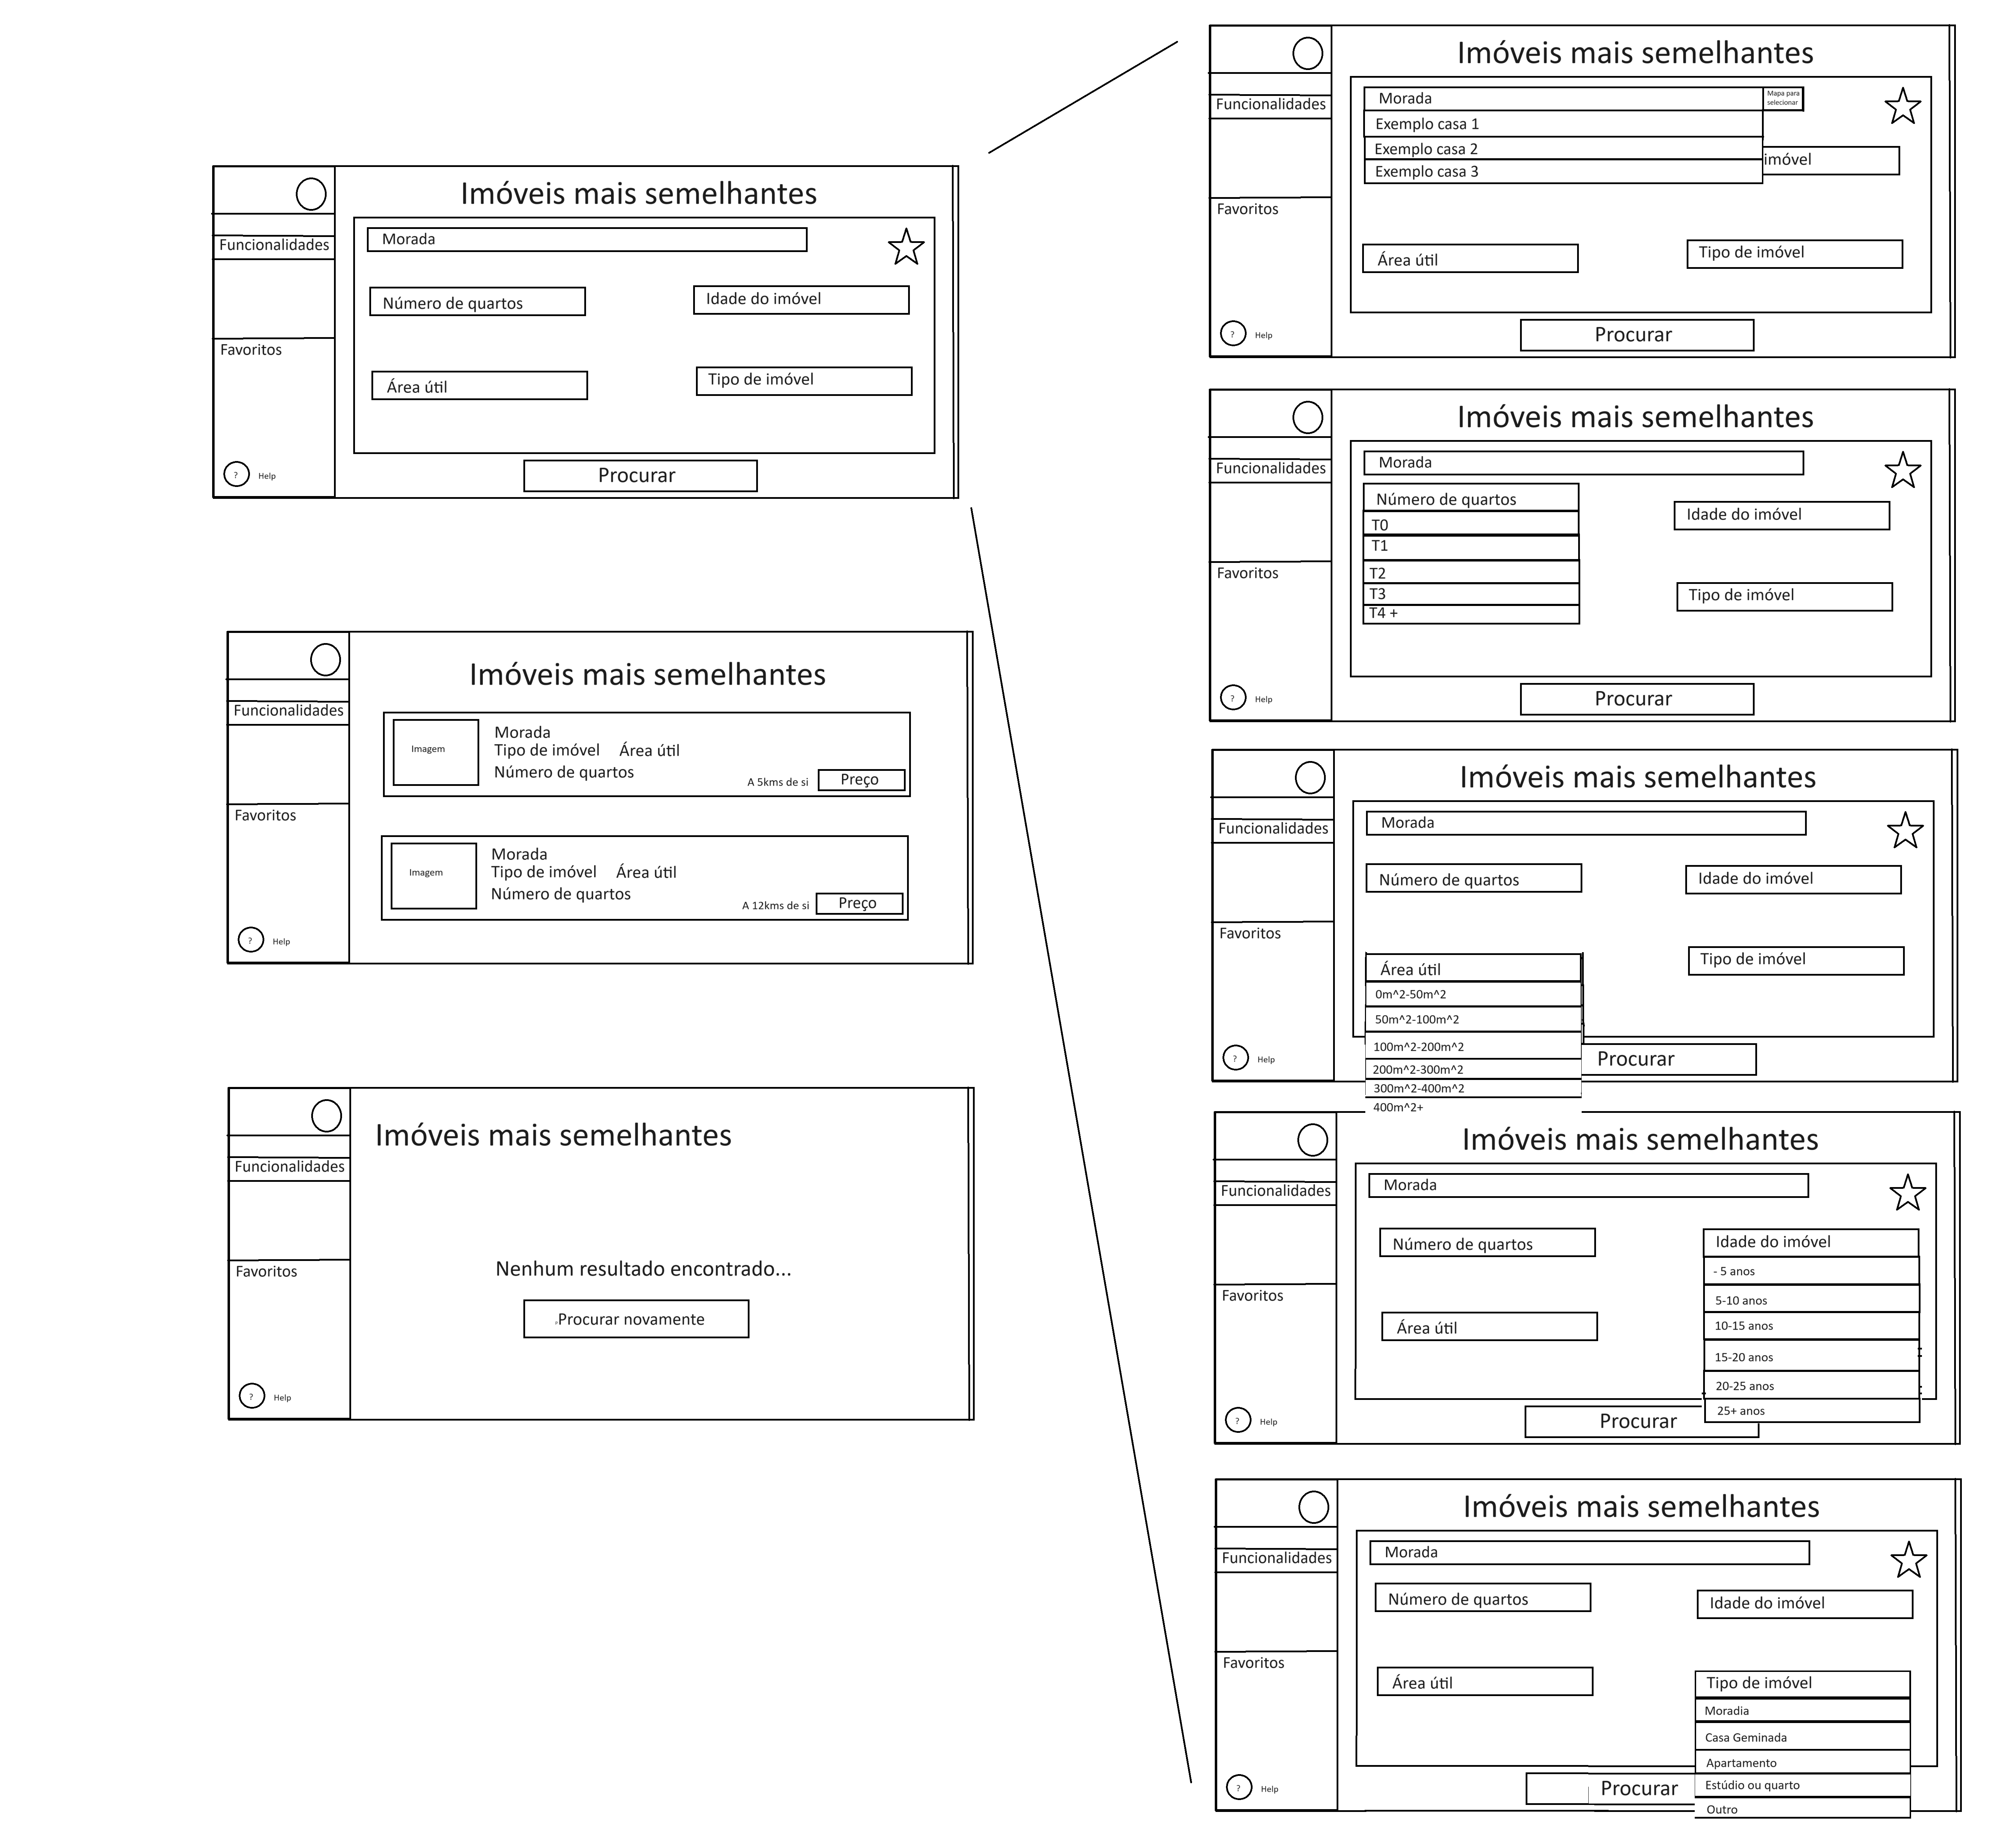 Imóveis mais semelhantes
Funcionalidades
Morada
Número de quartos
Idade do imóvel
Favoritos
Área útil
Tipo de imóvel
?
Help
Procurar
Imóveis mais semelhantes
Funcionalidades
Imagem
Morada
Tipo de imóvel Área útil
Número de quartos
A 5kms de si
Preço
Favoritos
Imagem
Morada
Tipo de imóvel Área útil
Número de quartos
A 12kms de si
Preço
?
Help
Imóveis mais semelhantes
Funcionalidades
Favoritos
Nenhum resultado encontrado...
Procurar novamente
?
Help
Imóveis mais semelhantes
Funcionalidades
Morada
Mapa para
selecionar
Exemplo casa 1
Exemplo casa 2
Exemplo casa 3
imóvel
Favoritos
Área útil
Tipo de imóvel
?
Help
Procurar
Imóveis mais semelhantes
Funcionalidades
Morada
Número de quartos
T0
T1
T2
T3
T4 +
Idade do imóvel
Favoritos
Tipo de imóvel
?
Help
Procurar
Imóveis mais semelhantes
Funcionalidades
Morada
Número de quartos
Idade do imóvel
Favoritos
Área útil
0m^2-50m^2
50m^2-100m^2
100m^2-200m^2
200m^2-300m^2
300m^2-400m^2
400m^2+
Tipo de imóvel
?
Help
Procurar
Imóveis mais semelhantes
Funcionalidades
Morada
Número de quartos
Idade do imóvel
- 5 anos
5-10 anos
10-15 anos
15-20 anos
20-25 anos
25+ anos
Favoritos
Área útil
?
Help
Procurar
Imóveis mais semelhantes
Funcionalidades
Morada
Número de quartos
Idade do imóvel
Favoritos
Área útil
Tipo de imóvel
Moradia
Casa Geminada
Apartamento
Estúdio ou quarto
Outro
?
Help
Procurar